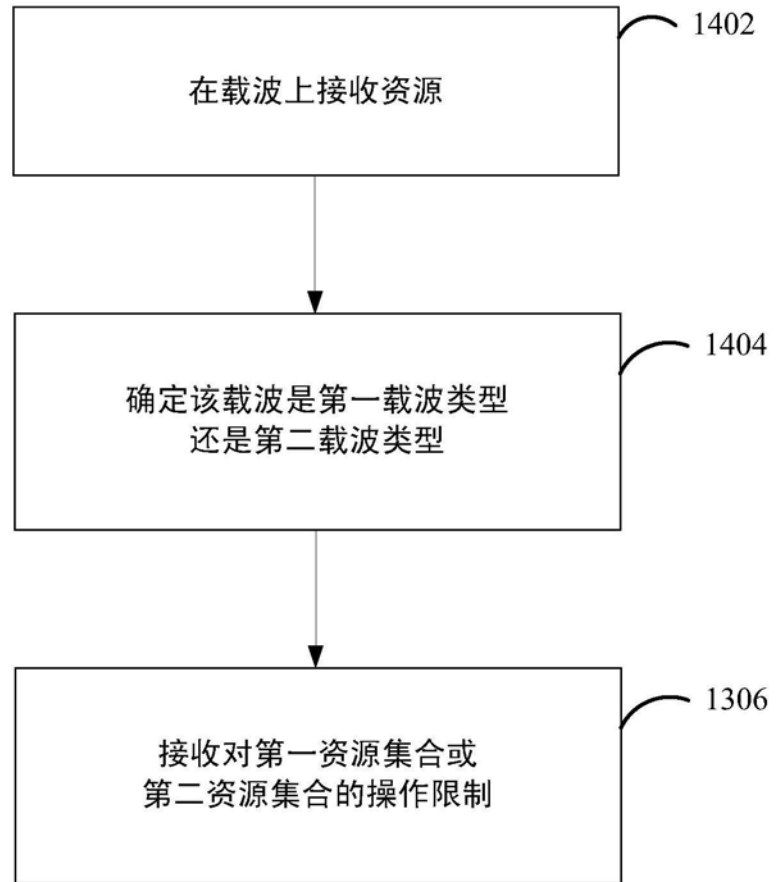 1402
在载波上接收资源
1404
确定该载波是第一载波类型
还是第二载波类型
1306
接收对第一资源集合或
第二资源集合的操作限制